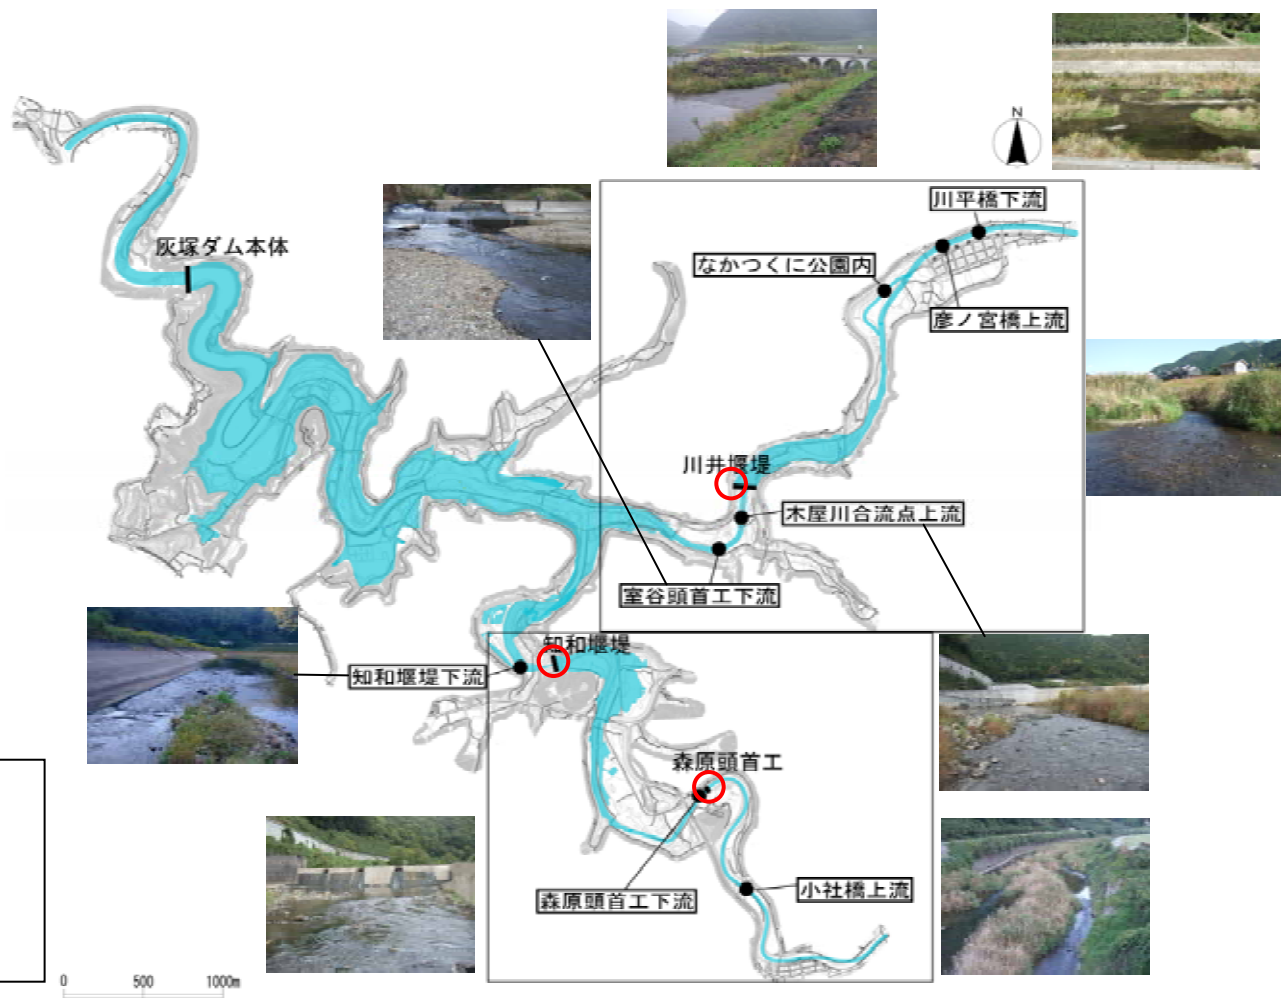 N
川平橋下流
灰塚ダム本体
なかつくに公園内
彦ノ宮橋上流
川井堰堤
木屋川合流点上流
室谷頭首工下流
知和堰堤
知和堰堤下流
森原頭首工
森原頭首工下流
小社橋上流
0 500 1000m